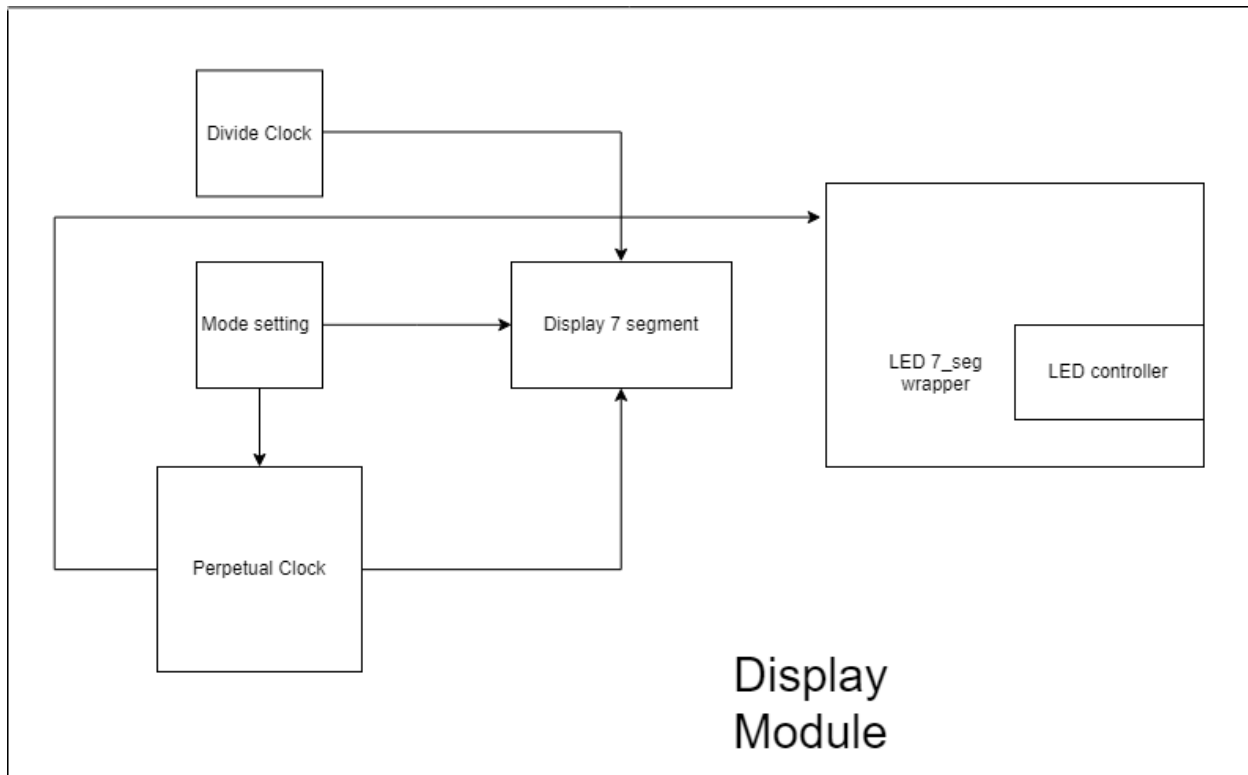 Divide Clock
Mode setting
Display 7 segment
LED 7_seg
wrapper
LED controller
Perpetual Clock
Display
Module